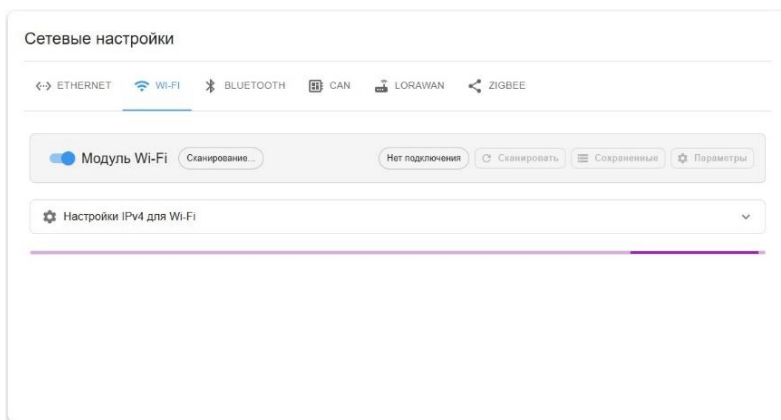 Сетевые настройки
ETHERNET WI-FI BLUETOOTH CAN LORAWAN ZIGBEE
Модуль Wi-Fi Сканирование... Нет подключения Сканировать Сохраненные Параметры
Настройки IPv4 для Wi-Fi